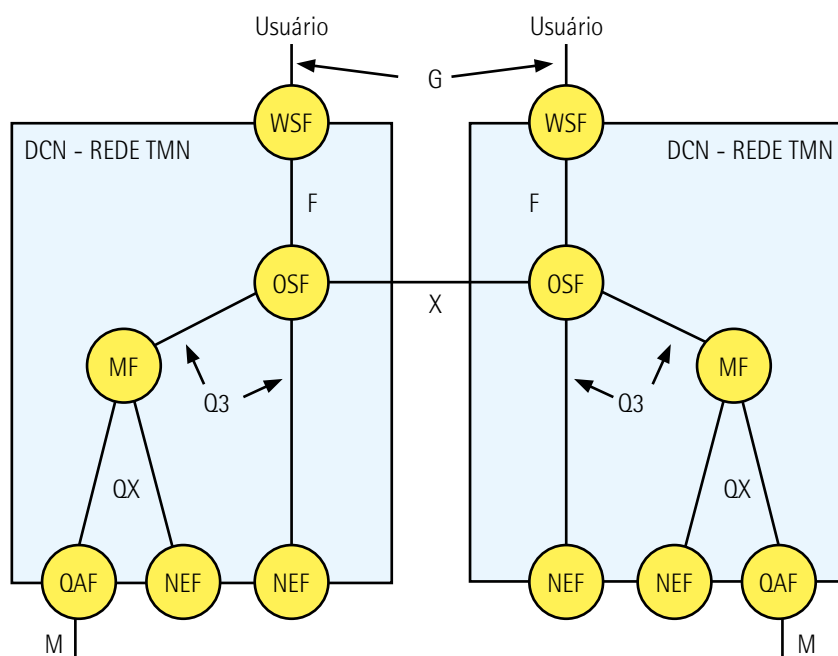 Usuário Usuário
G
WSF WSF
DCN - REDE TMN DCN - REDE TMN
F F
OSF OSF
X
MF MF
Q3 Q3
QX QX
QAF NEF NEF NEF NEF QAF
M M